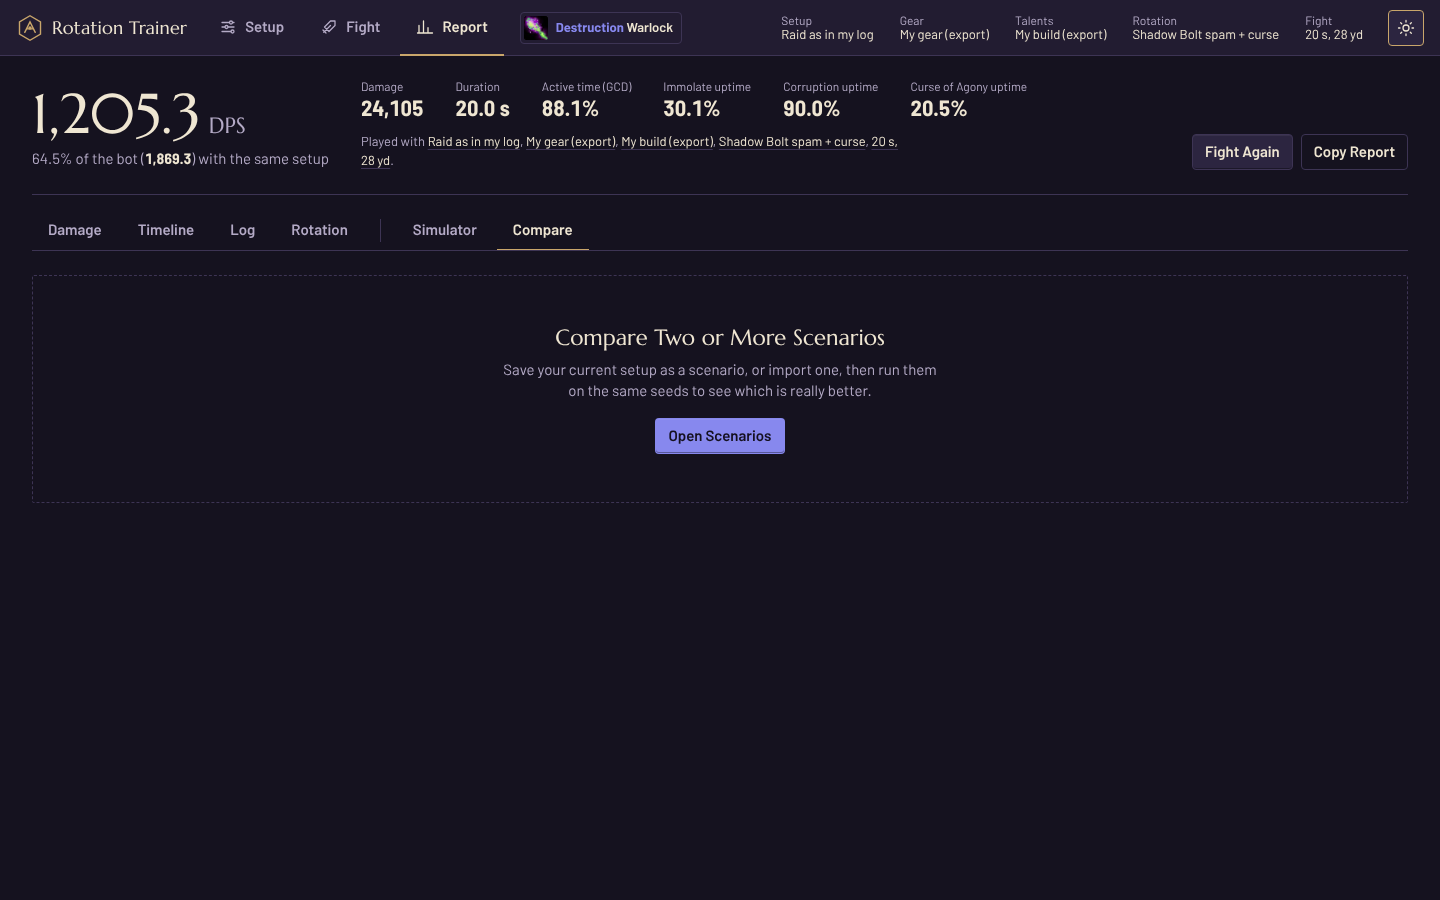 Rotation Trainer
Setup
Fight
Report
Destruction Warlock
Setup
Raid as in my log
Gear
My gear (export)
Talents
My build (export)
Rotation
Shadow Bolt spam + curse
Fight
20 s, 28 yd
1,205.3 DPS
64.5% of the bot (1,869.3) with the same setup
Damage
24,105
Duration
20.0 s
Active time (GCD)
88.1%
Immolate uptime
30.1%
Corruption uptime
90.0%
Curse of Agony uptime
20.5%
Played with Raid as in my log, My gear (export), My build (export), Shadow Bolt spam + curse, 20 s,
28 yd.
Fight Again
Copy Report
Damage
Timeline
Log
Rotation
Simulator
Compare
Compare Two or More Scenarios
Save your current setup as a scenario, or import one, then run them
on the same seeds to see which is really better.
Open Scenarios